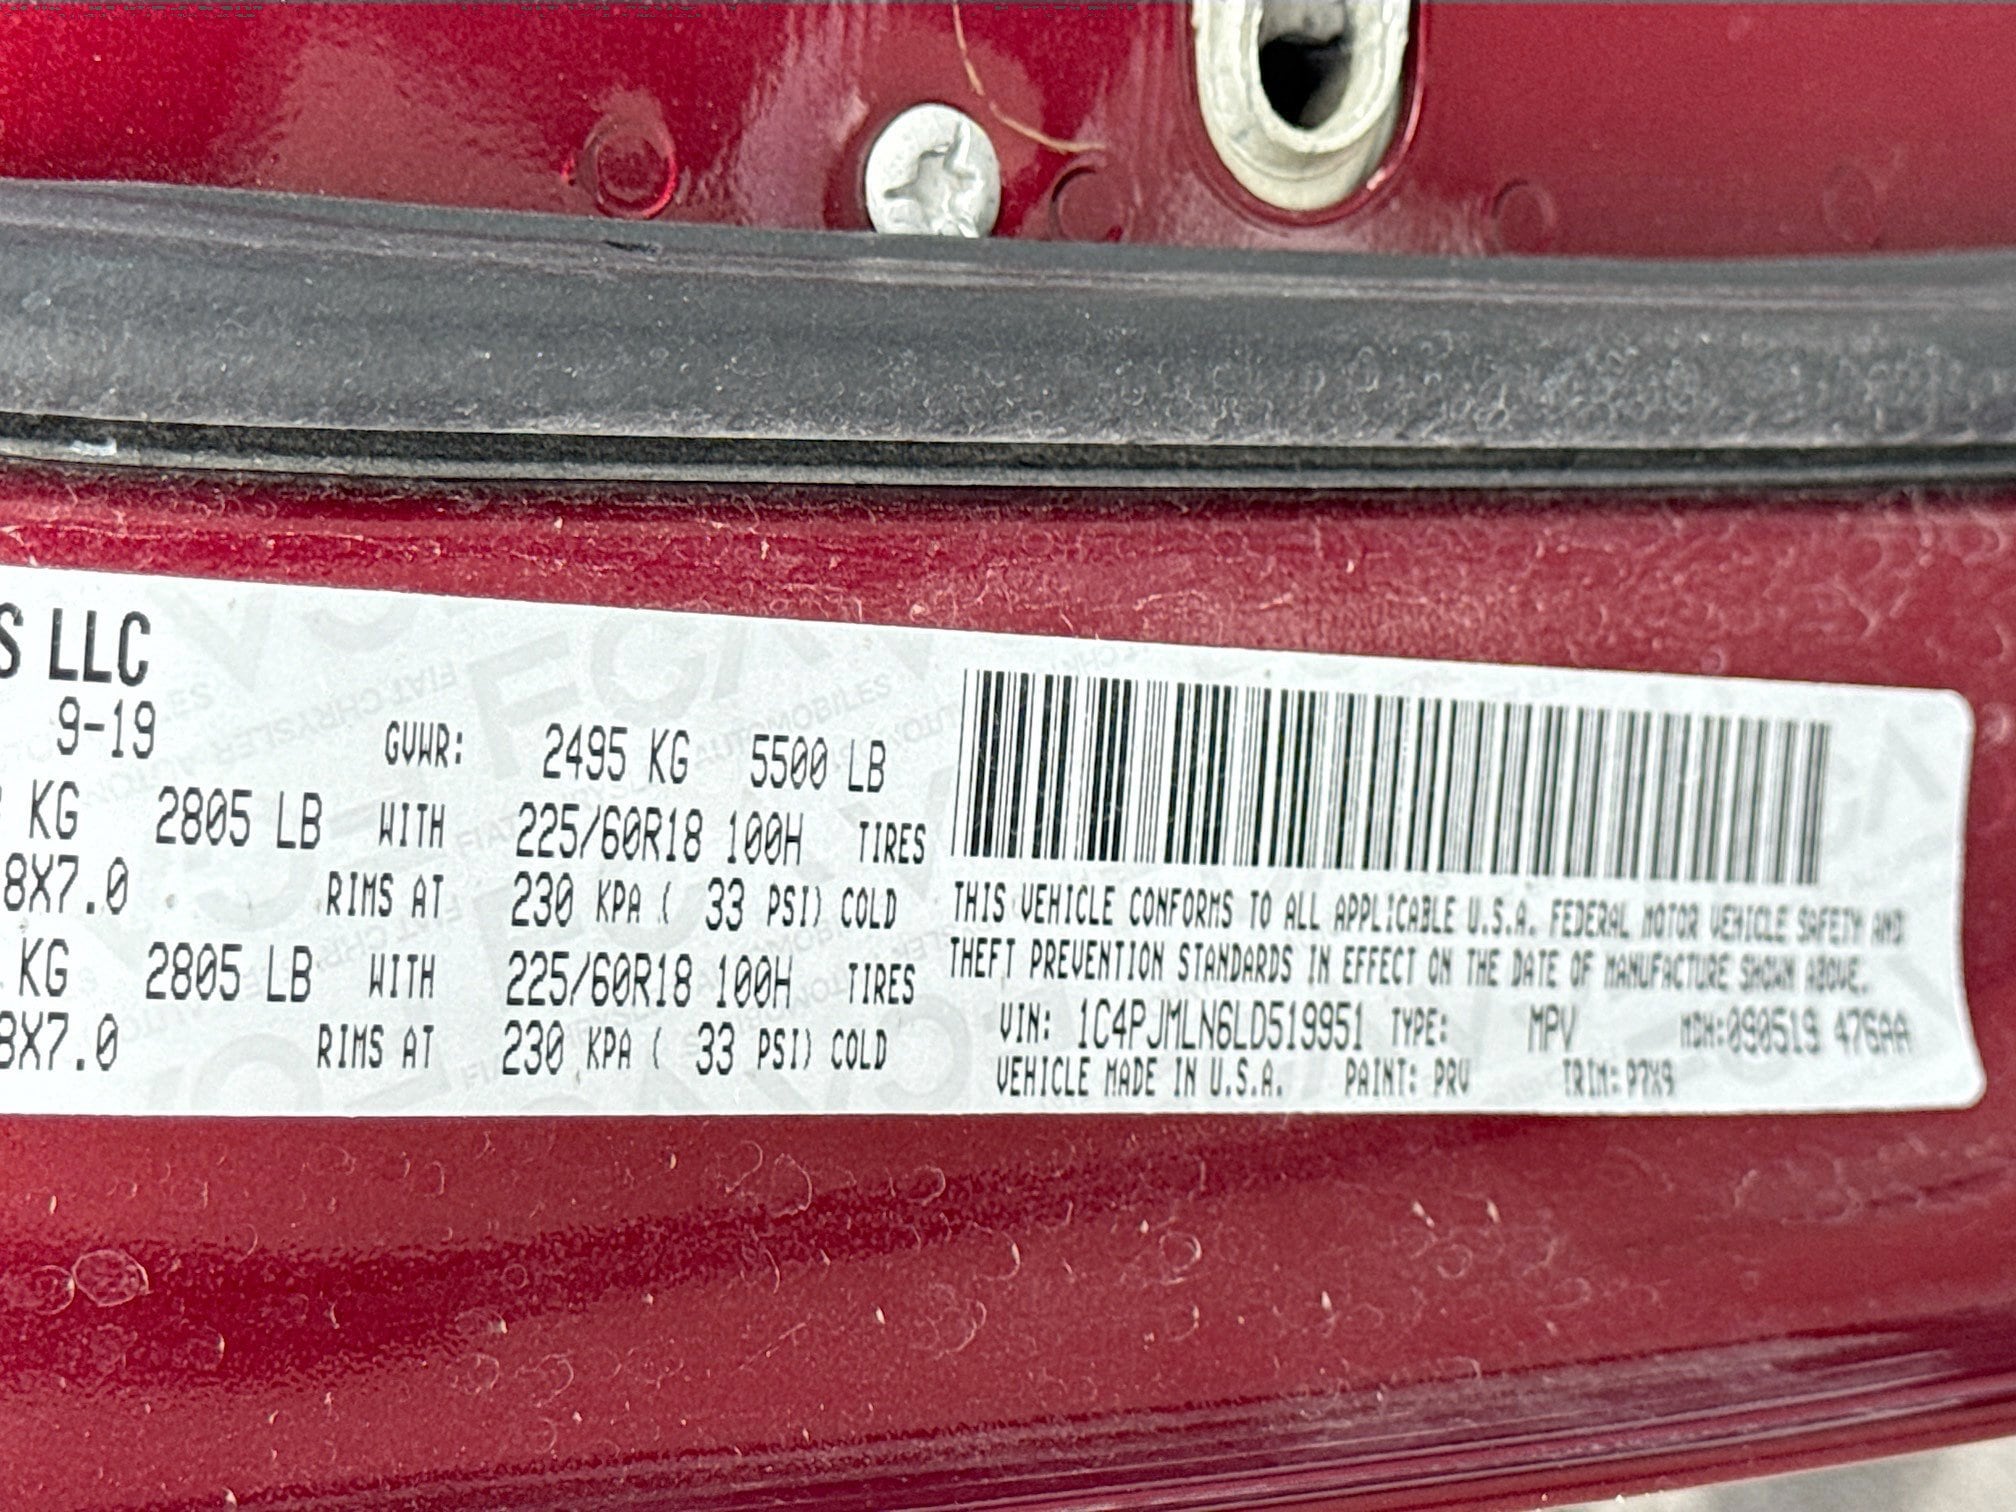 S LLC
9-19
GVWR: 2495 KG 5500 LB
KG 2805 LB WITH 225/60R18 100H TIRES
8X7.0 RIMS AT 230 KPA ( 33 PSI) COLD
KG 2805 LB WITH 225/60R18 100H TIRES
8X7.0 RIMS AT 230 KPA ( 33 PSI) COLD
THIS VEHICLE CONFORMS TO ALL APPLICABLE U.S.A. FEDERAL MOTOR VEHICLE SAFETY AND
THEFT PREVENTION STANDARDS IN EFFECT ON THE DATE OF MANUFACTURE SHOWN ABOVE.
VIN: 1C4PJMLN6LD519951 TYPE: MPV MDH:090519 476AA
VEHICLE MADE IN U.S.A. PAINT: PRV TRIM: P7X9